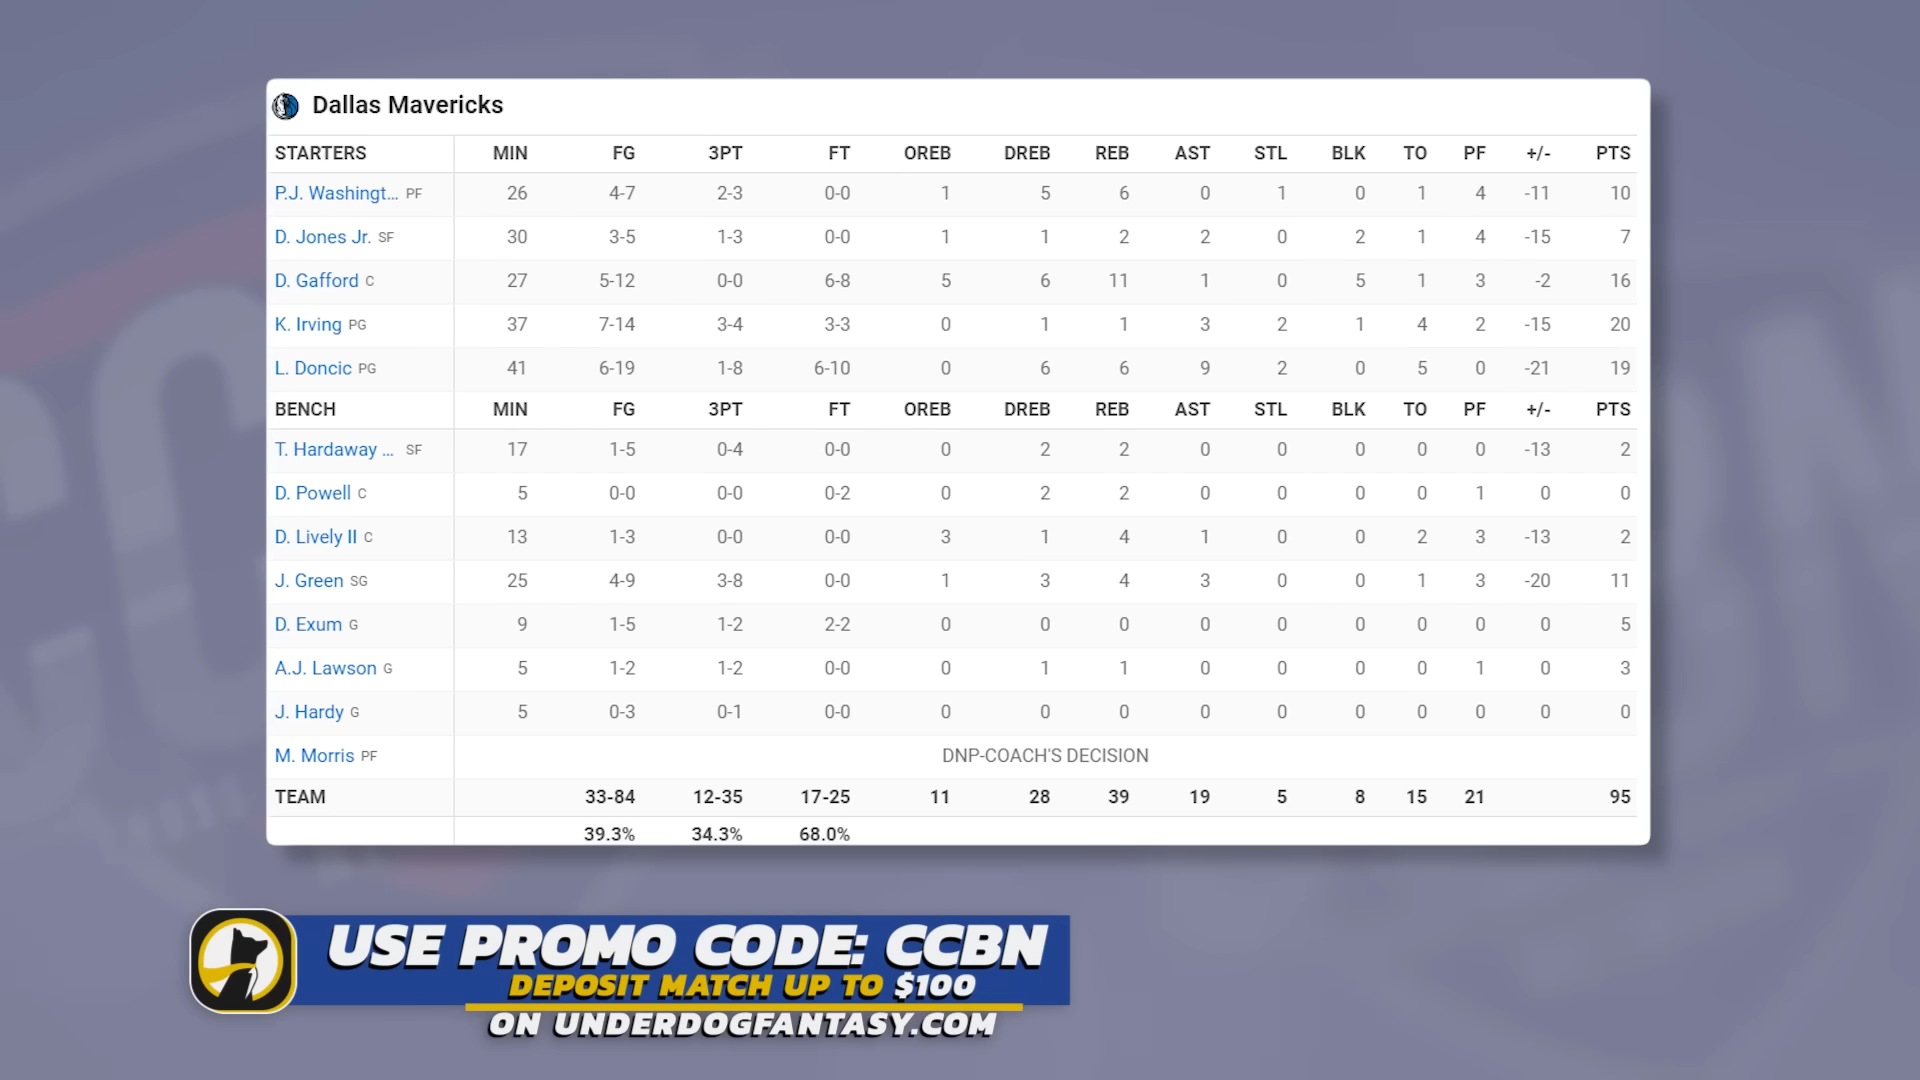 Dallas Mavericks
STARTERS MIN FG 3PT FT OREB DREB REB AST STL BLK TO PF +/- PTS
P.J. Washingt... PF 26 4-7 2-3 0-0 1 5 6 0 1 0 1 4 -11 10
D. Jones Jr. SF 30 3-5 1-3 0-0 1 1 2 2 0 2 1 4 -15 7
D. Gafford C 27 5-12 0-0 6-8 5 6 11 1 0 5 1 3 -2 16
K. Irving PG 37 7-14 3-4 3-3 0 1 1 3 2 1 4 2 -15 20
L. Doncic PG 41 6-19 1-8 6-10 0 6 6 9 2 0 5 0 -21 19
BENCH MIN FG 3PT FT OREB DREB REB AST STL BLK TO PF +/- PTS
T. Hardaway ... SF 17 1-5 0-4 0-0 0 2 2 0 0 0 0 0 -13 2
D. Powell C 5 0-0 0-0 0-2 0 2 2 0 0 0 0 1 0 0
D. Lively II C 13 1-3 0-0 0-0 3 1 4 1 0 0 2 3 -13 2
J. Green SG 25 4-9 3-8 0-0 1 3 4 3 0 0 1 3 -20 11
D. Exum G 9 1-5 1-2 2-2 0 0 0 0 0 0 0 0 0 5
A.J. Lawson G 5 1-2 1-2 0-0 0 1 1 0 0 0 0 1 0 3
J. Hardy G 5 0-3 0-1 0-0 0 0 0 0 0 0 0 0 0 0
M. Morris PF DNP-COACH'S DECISION
TEAM 33-84 12-35 17-25 11 28 39 19 5 8 15 21 95
39.3% 34.3% 68.0%
USE PROMO CODE: CCBN
DEPOSIT MATCH UP TO $100
ON UNDERDOGFANTASY.COM